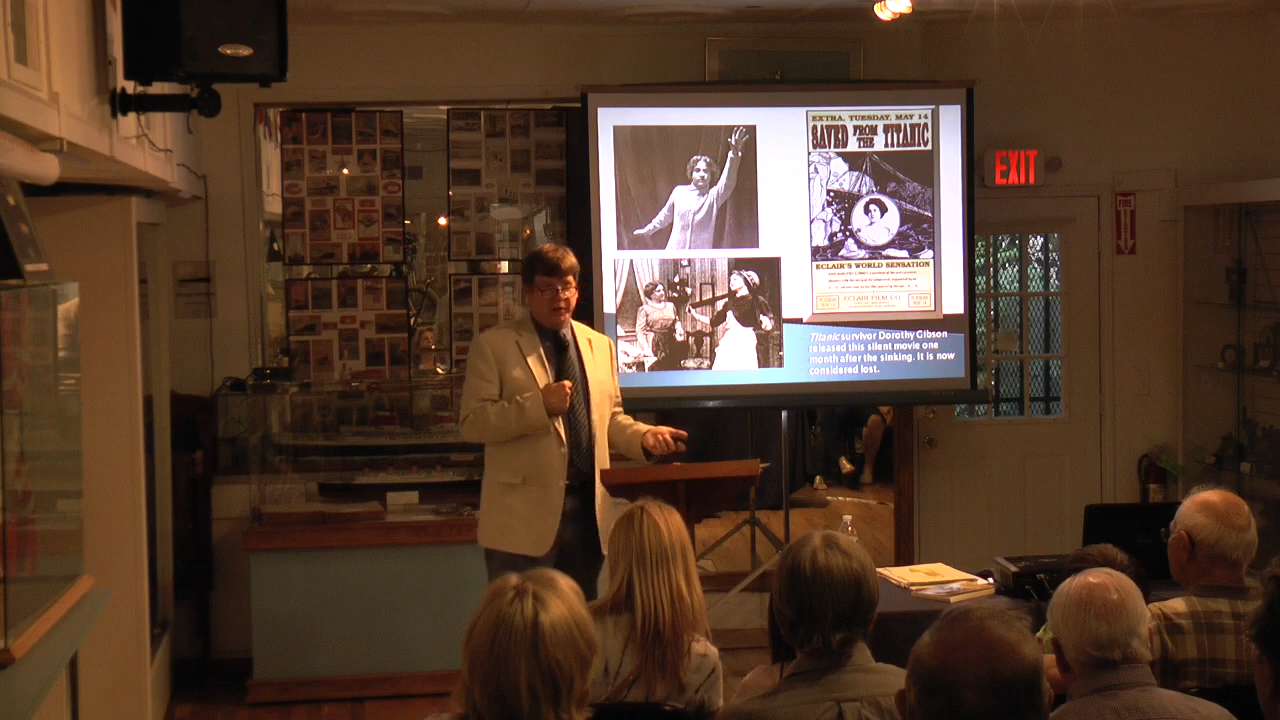 EXTRA, TUESDAY, MAY 14
SAVED FROM THE TITANIC
ECLAIR'S WORLD SENSATION
ECLAIR FILM CO.
Titanic survivor Dorothy Gibson
released this silent movie one
month after the sinking. It is now
considered lost.
EXIT
FIRE